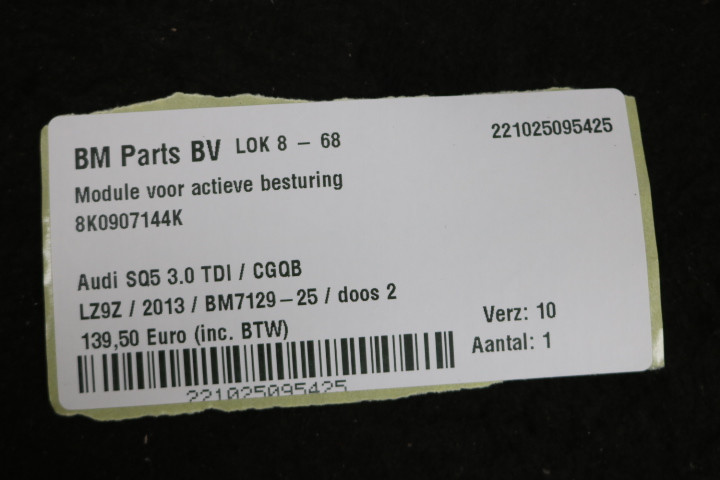 BM Parts BV LOK 8 - 68 221025095425
Module voor actieve besturing
8K0907144K
Audi SQ5 3.0 TDI / CGQB
LZ9Z / 2013 / BM7129-25 / doos 2
139,50 Euro (inc. BTW) Verz: 10
Aantal: 1
221025095425